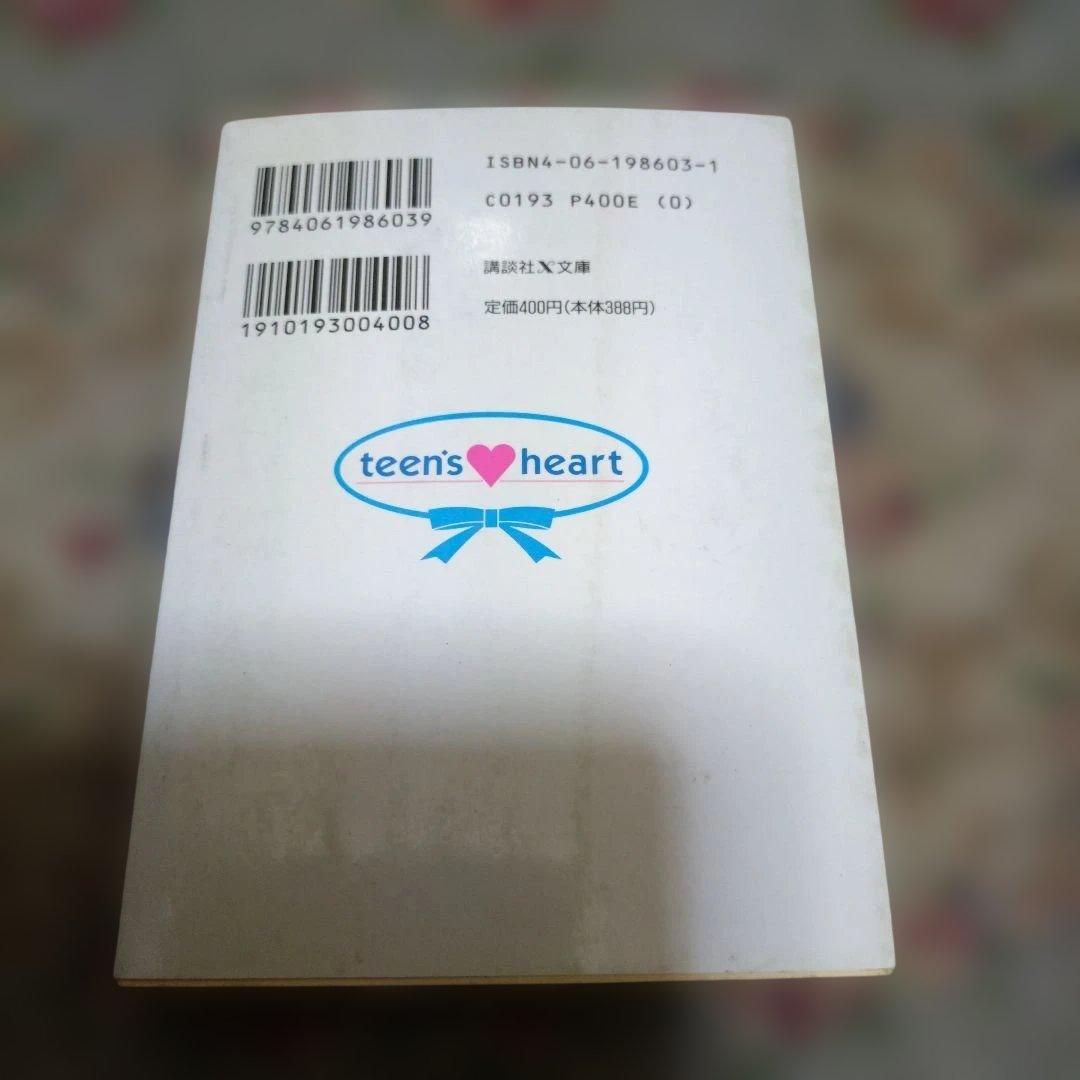 9784061986039
1910193004008
ISBN4-06-198603-1
C0193 P400E (0)
講談社X文庫
定価400円(本体388円)
teen's heart